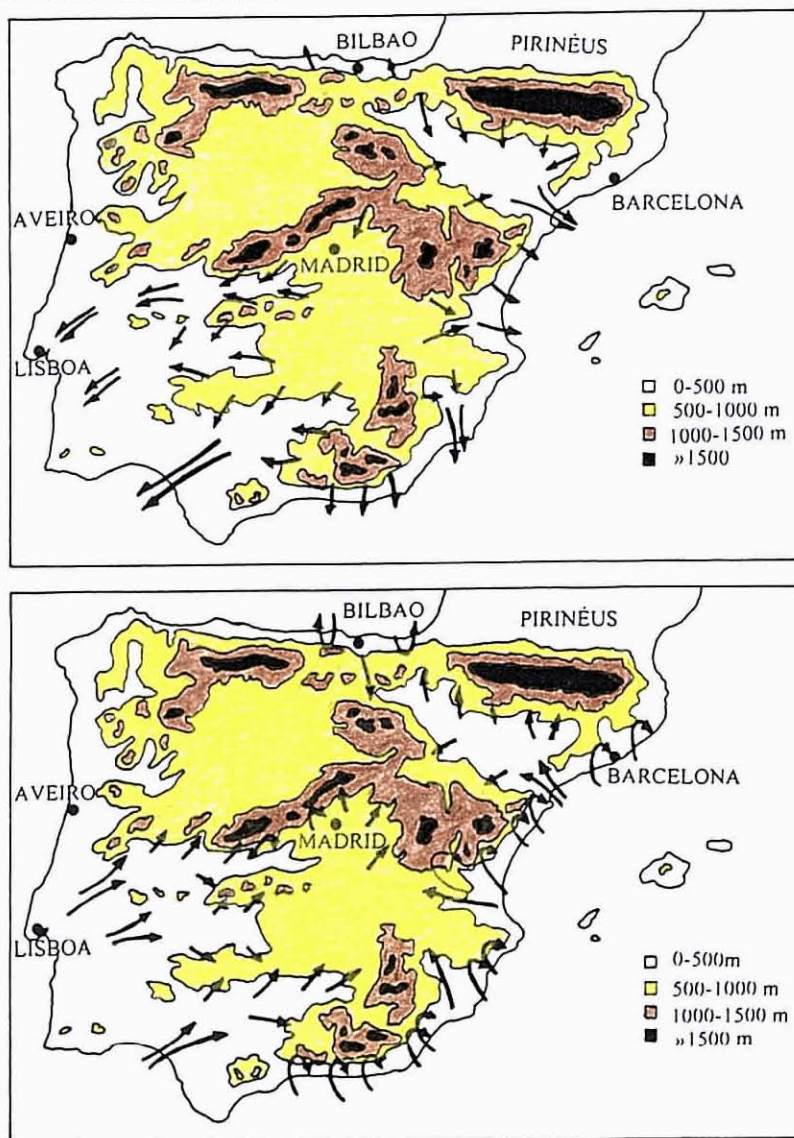 BILBAO
PIRINÉUS
AVEIRO
MADRID
BARCELONA
LISBOA
0-500 m
500-1000 m
1000-1500 m
»1500
BILBAO
PIRINÉUS
AVEIRO
MADRID
BARCELONA
LISBOA
0-500m
500-1000 m
1000-1500 m
»1500 m